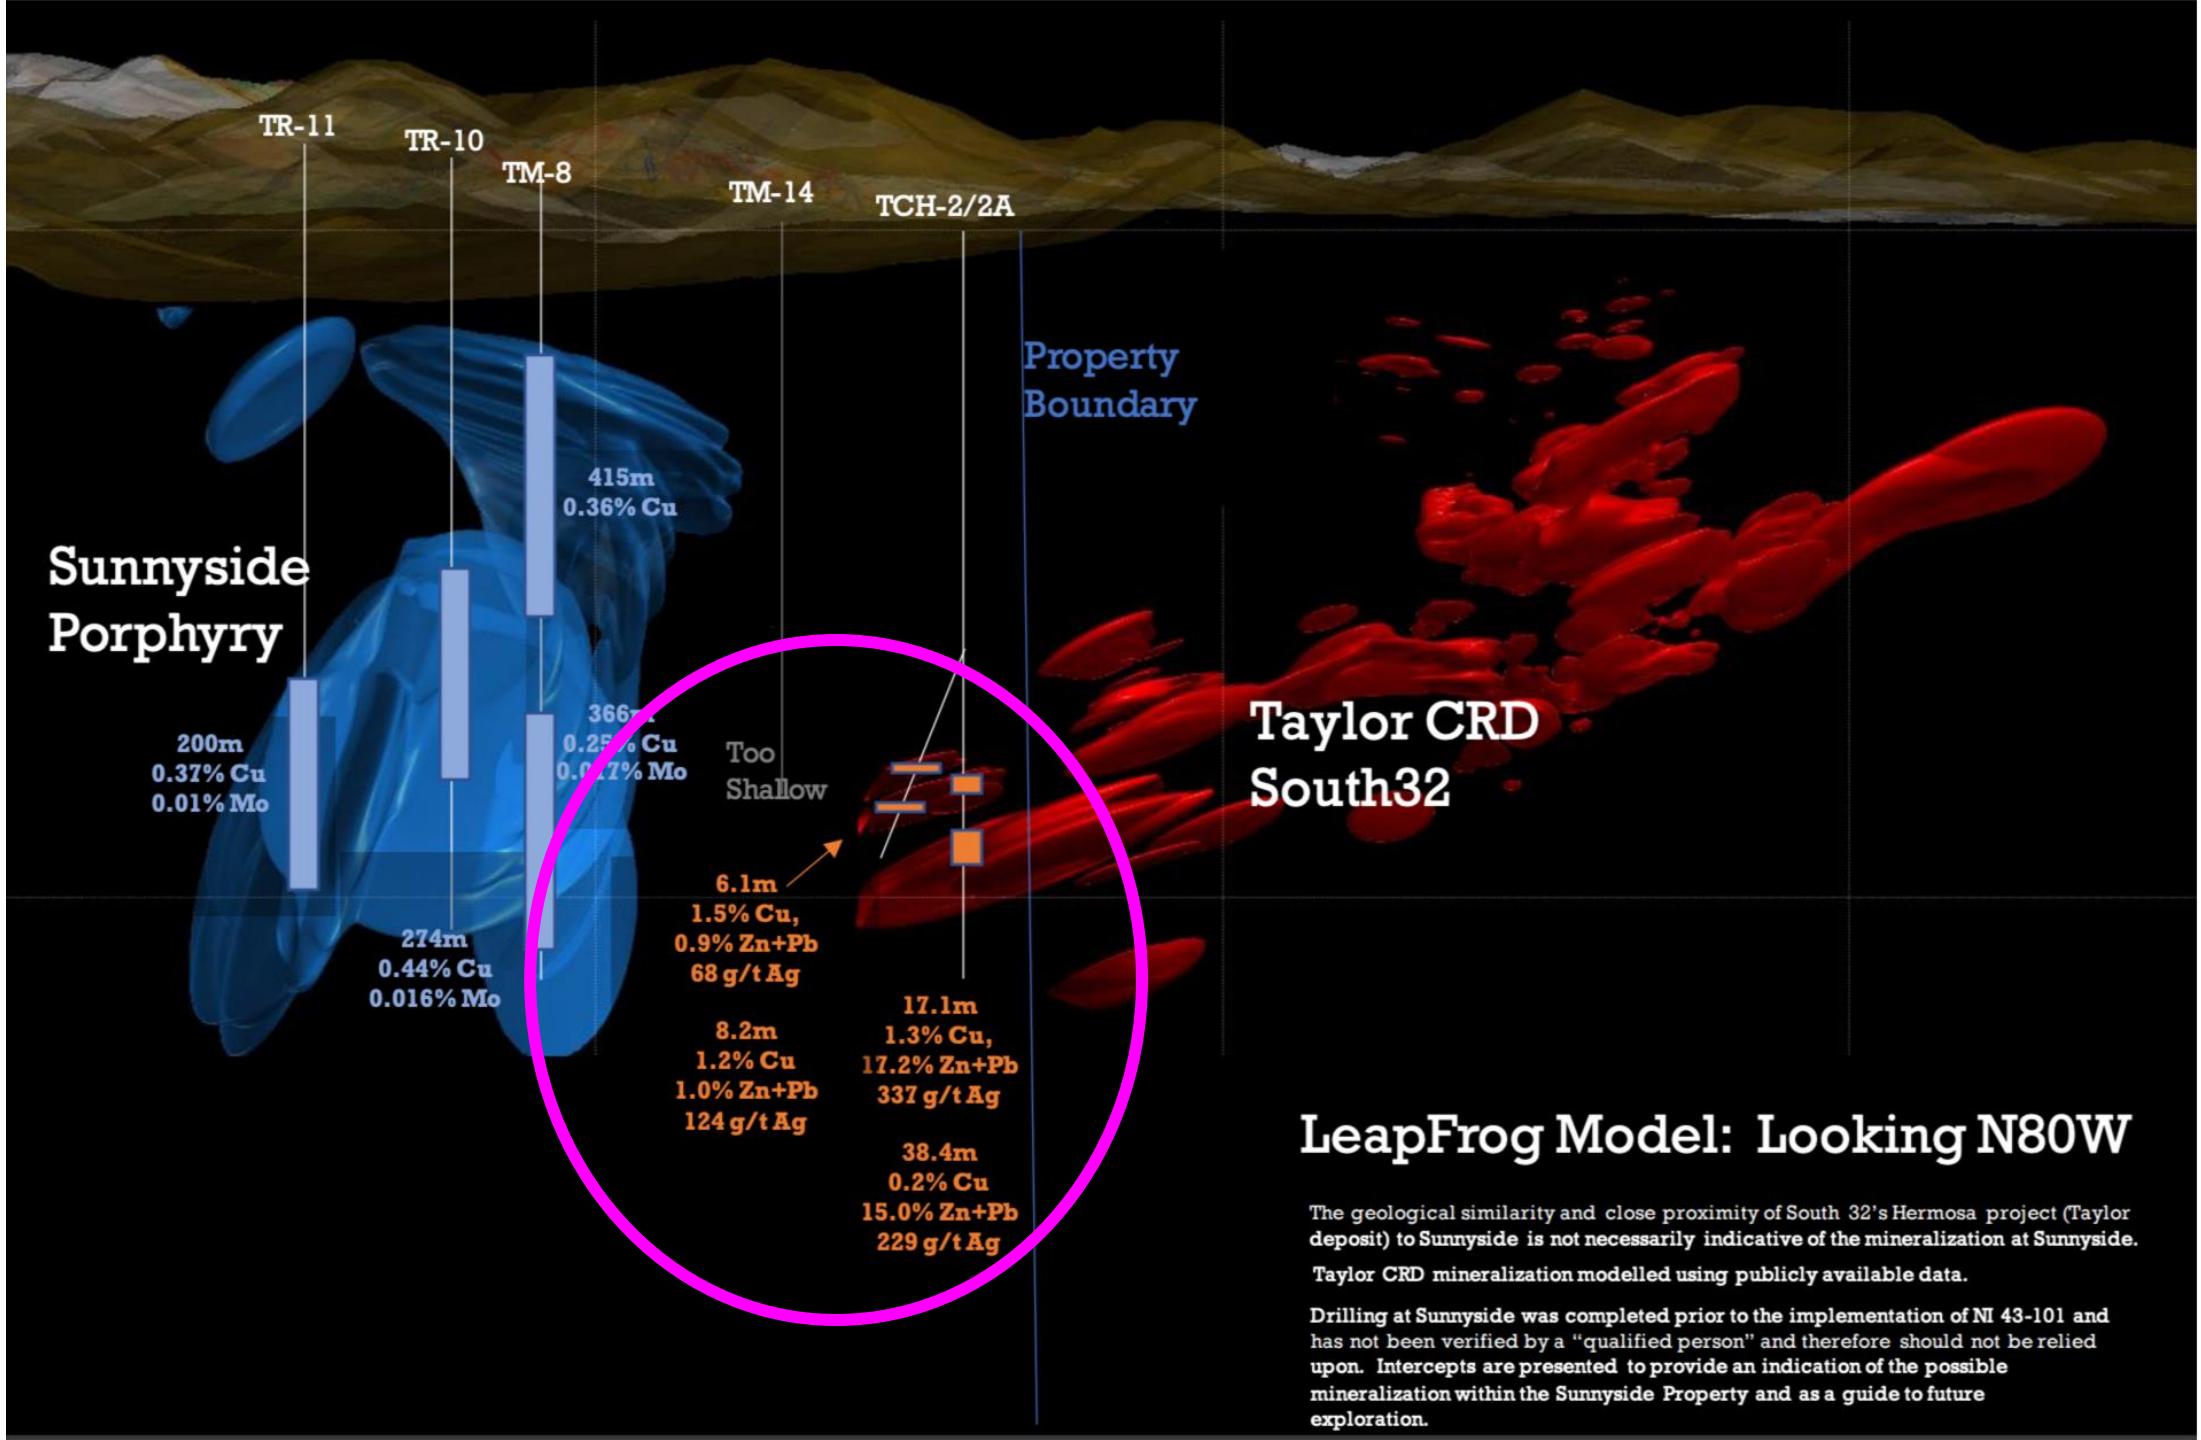 TR-11
TR-10
TM-8
TM-14
TCH-2/2A
Property
Boundary
415m
0.36% Cu
Sunnyside
Porphyry
366m
0.25% Cu
0.017% Mo
200m
0.37% Cu
0.01% Mo
Too
Shallow
Taylor CRD
South32
6.1m
1.5% Cu,
0.9% Zn+Pb
68 g/t Ag
274m
0.44% Cu
0.016% Mo
8.2m
1.2% Cu
1.0% Zn+Pb
124 g/t Ag
17.1m
1.3% Cu,
17.2% Zn+Pb
337 g/t Ag
38.4m
0.2% Cu
15.0% Zn+Pb
229 g/t Ag
LeapFrog Model: Looking N80W
The geological similarity and close proximity of South 32's Hermosa project (Taylor
deposit) to Sunnyside is not necessarily indicative of the mineralization at Sunnyside.
Taylor CRD mineralization modelled using publicly available data.
Drilling at Sunnyside was completed prior to the implementation of NI 43-101 and
has not been verified by a “qualified person” and therefore should not be relied
upon. Intercepts are presented to provide an indication of the possible
mineralization within the Sunnyside Property and as a guide to future
exploration.